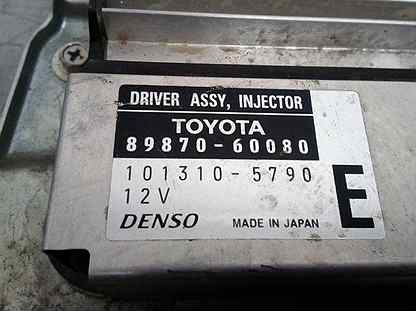 DRIVER ASSY, INJECTOR
TOYOTA
89870-60080
101310-5790
12V
DENSO MADE IN JAPAN
E